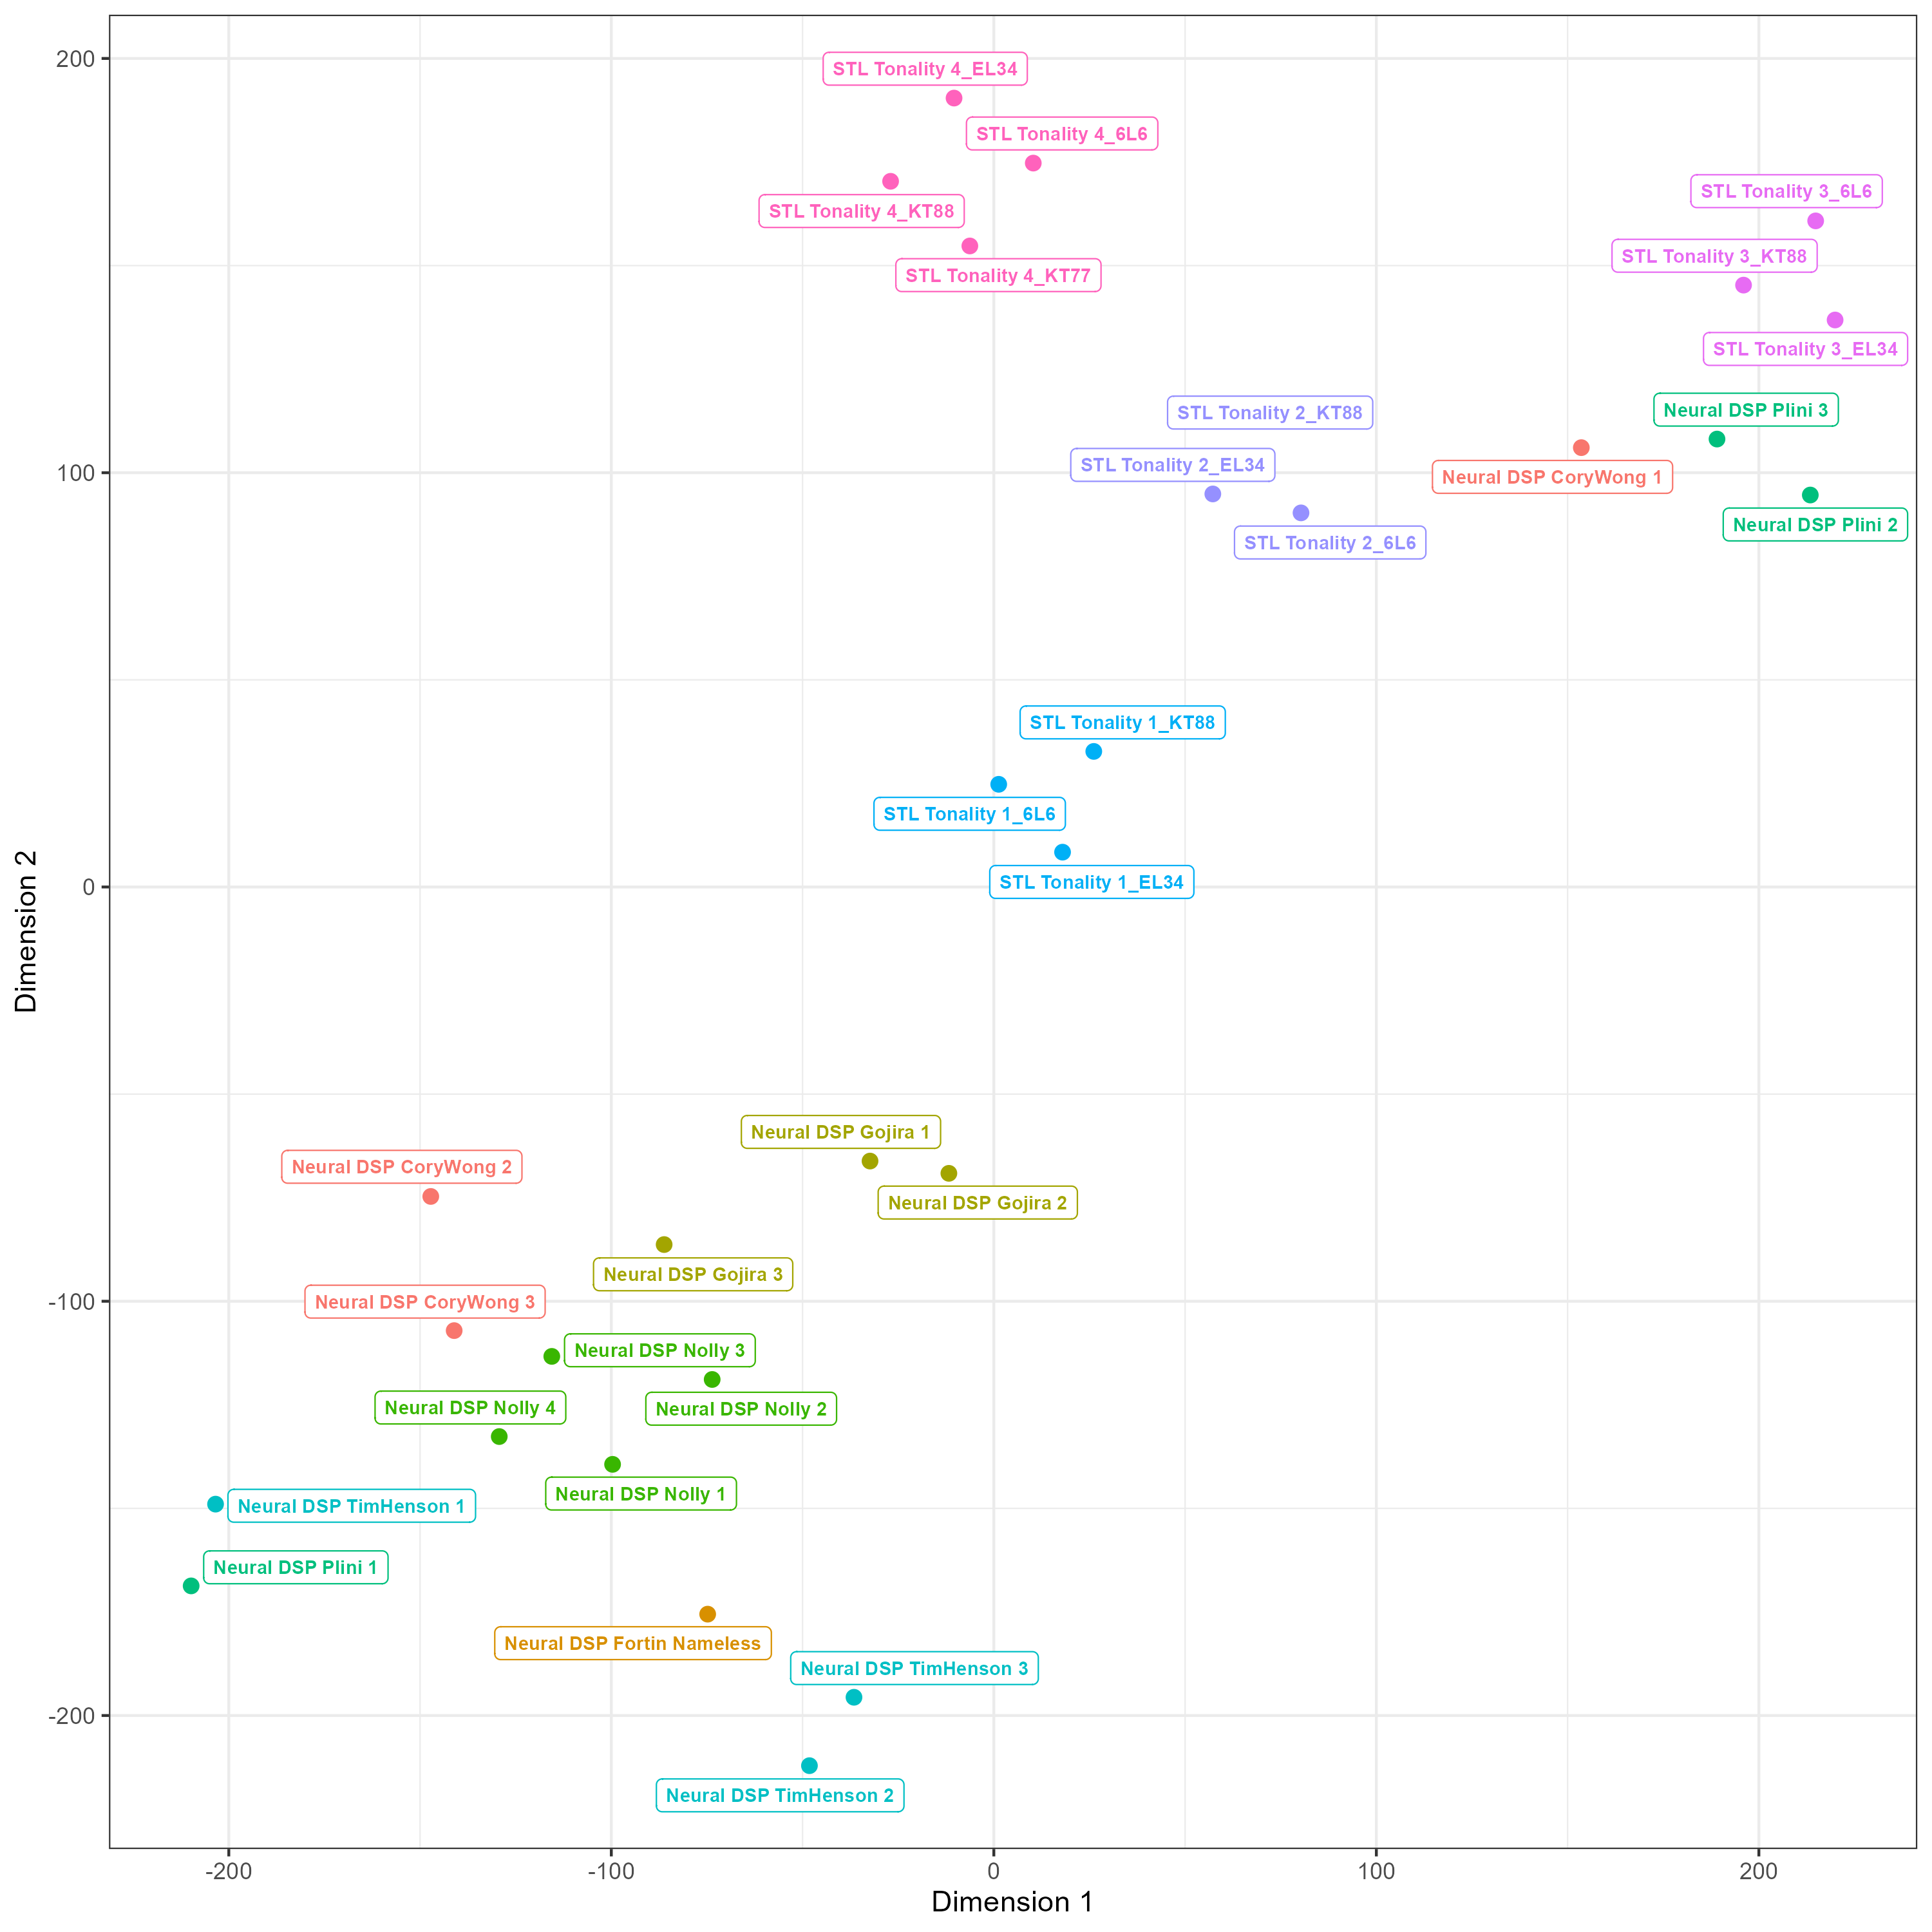 200
STL Tonality 4_EL34
STL Tonality 4_6L6
STL Tonality 3_6L6
STL Tonality 4_KT88
STL Tonality 3_KT88
STL Tonality 4_KT77
STL Tonality 3_EL34
STL Tonality 2_KT88
Neural DSP Plini 3
STL Tonality 2_EL34
100
Neural DSP CoryWong 1
Neural DSP Plini 2
STL Tonality 2_6L6
STL Tonality 1_KT88
STL Tonality 1_6L6
STL Tonality 1_EL34
0
Dimension 2
Neural DSP Gojira 1
Neural DSP CoryWong 2
Neural DSP Gojira 2
Neural DSP Gojira 3
-100
Neural DSP CoryWong 3
Neural DSP Nolly 3
Neural DSP Nolly 4
Neural DSP Nolly 2
Neural DSP Nolly 1
Neural DSP TimHenson 1
Neural DSP Plini 1
Neural DSP Fortin Nameless
Neural DSP TimHenson 3
-200
Neural DSP TimHenson 2
-200
-100
0
100
200
Dimension 1